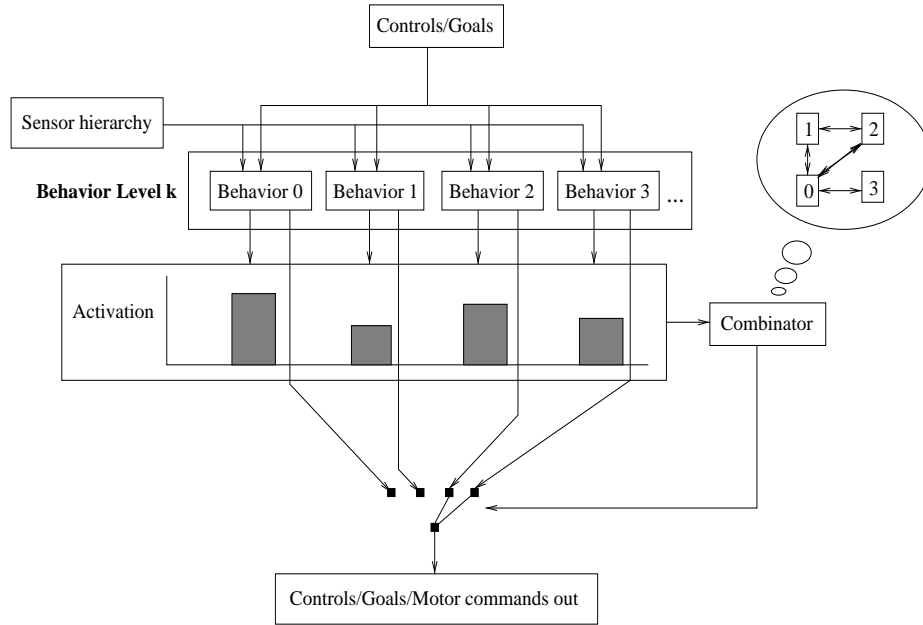 Controls/Goals
Sensor hierarchy
1 2
0 3
Behavior Level k
Behavior 0 Behavior 1 Behavior 2 Behavior 3 ...
Activation
Combinator
Controls/Goals/Motor commands out